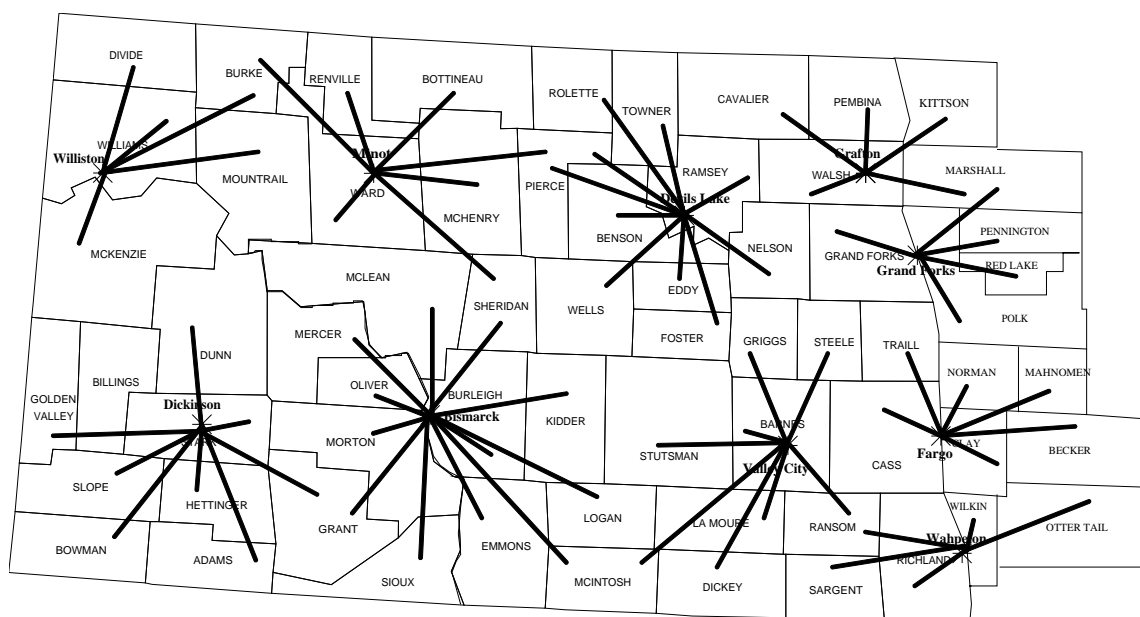 DIVIDE
BURKE
RENVILLE
BOTTINEAU
ROLETTE
TOWNER
CAVALIER
PEMBINA
KITTSON
WILLIAMS
Williston
MOUNTRAIL
Minot
WARD
MCHENRY
PIERCE
RAMSEY
Devils Lake
BENSON
NELSON
Grafton
WALSH
MARSHALL
PENNINGTON
MCKENZIE
MCLEAN
GRAND FORKS
Grand Forks
RED LAKE
EDDY
SHERIDAN
WELLS
FOSTER
POLK
MERCER
GRIGGS
STEELE
TRAILL
DUNN
BILLINGS
GOLDEN
VALLEY
OLIVER
BURLEIGH
NORMAN
MAHNOMEN
Dickinson
STARK
Bismarck
KIDDER
MORTON
BARNES
STUTSMAN
Valley City
CASS
CLAY
Fargo
BECKER
SLOPE
HETTINGER
GRANT
LOGAN
LA MOURE
RANSOM
WILKIN
OTTER TAIL
BOWMAN
ADAMS
EMMONS
Wahpeton
RICHLAND
SIOUX
MCINTOSH
DICKEY
SARGENT